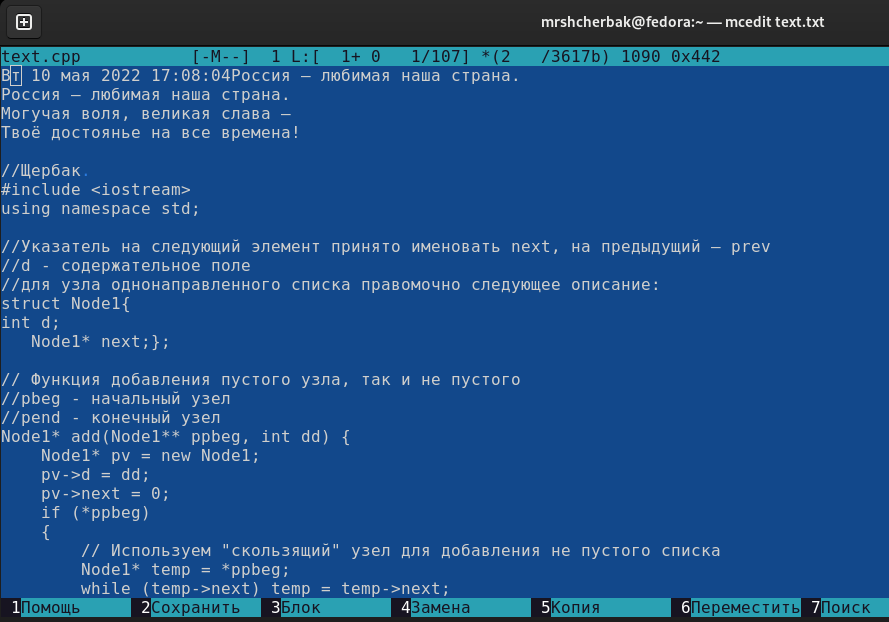 mrshcherbak@fedora:~ — mcedit text.txt
text.cpp [-M--] 1 L:[ 1+ 0 1/107] *(2 /3617b) 1090 0x442
Вт 10 мая 2022 17:08:04Россия — любимая наша страна.
Россия — любимая наша страна.
Могучая воля, великая слава —
Твоё достоянье на все времена!
//Щербак.
#include <iostream>
using namespace std;
//Указатель на следующий элемент принято именовать next, на предыдущий — prev
//d - содержательное поле
//для узла однонаправленного списка правомочно следующее описание:
struct Node1{
int d;
Node1* next;};
// Функция добавления пустого узла, так и не пустого
//pbeg - начальный узел
//pend - конечный узел
Node1* add(Node1** ppbeg, int dd) {
Node1* pv = new Node1;
pv->d = dd;
pv->next = 0;
if (*ppbeg)
{
// Используем "скользящий" узел для добавления не пустого списка
Node1* temp = *ppbeg;
while (temp->next) temp = temp->next;
1Помощь 2Сохранить 3Блок 4Замена 5Копия 6Переместить 7Поиск